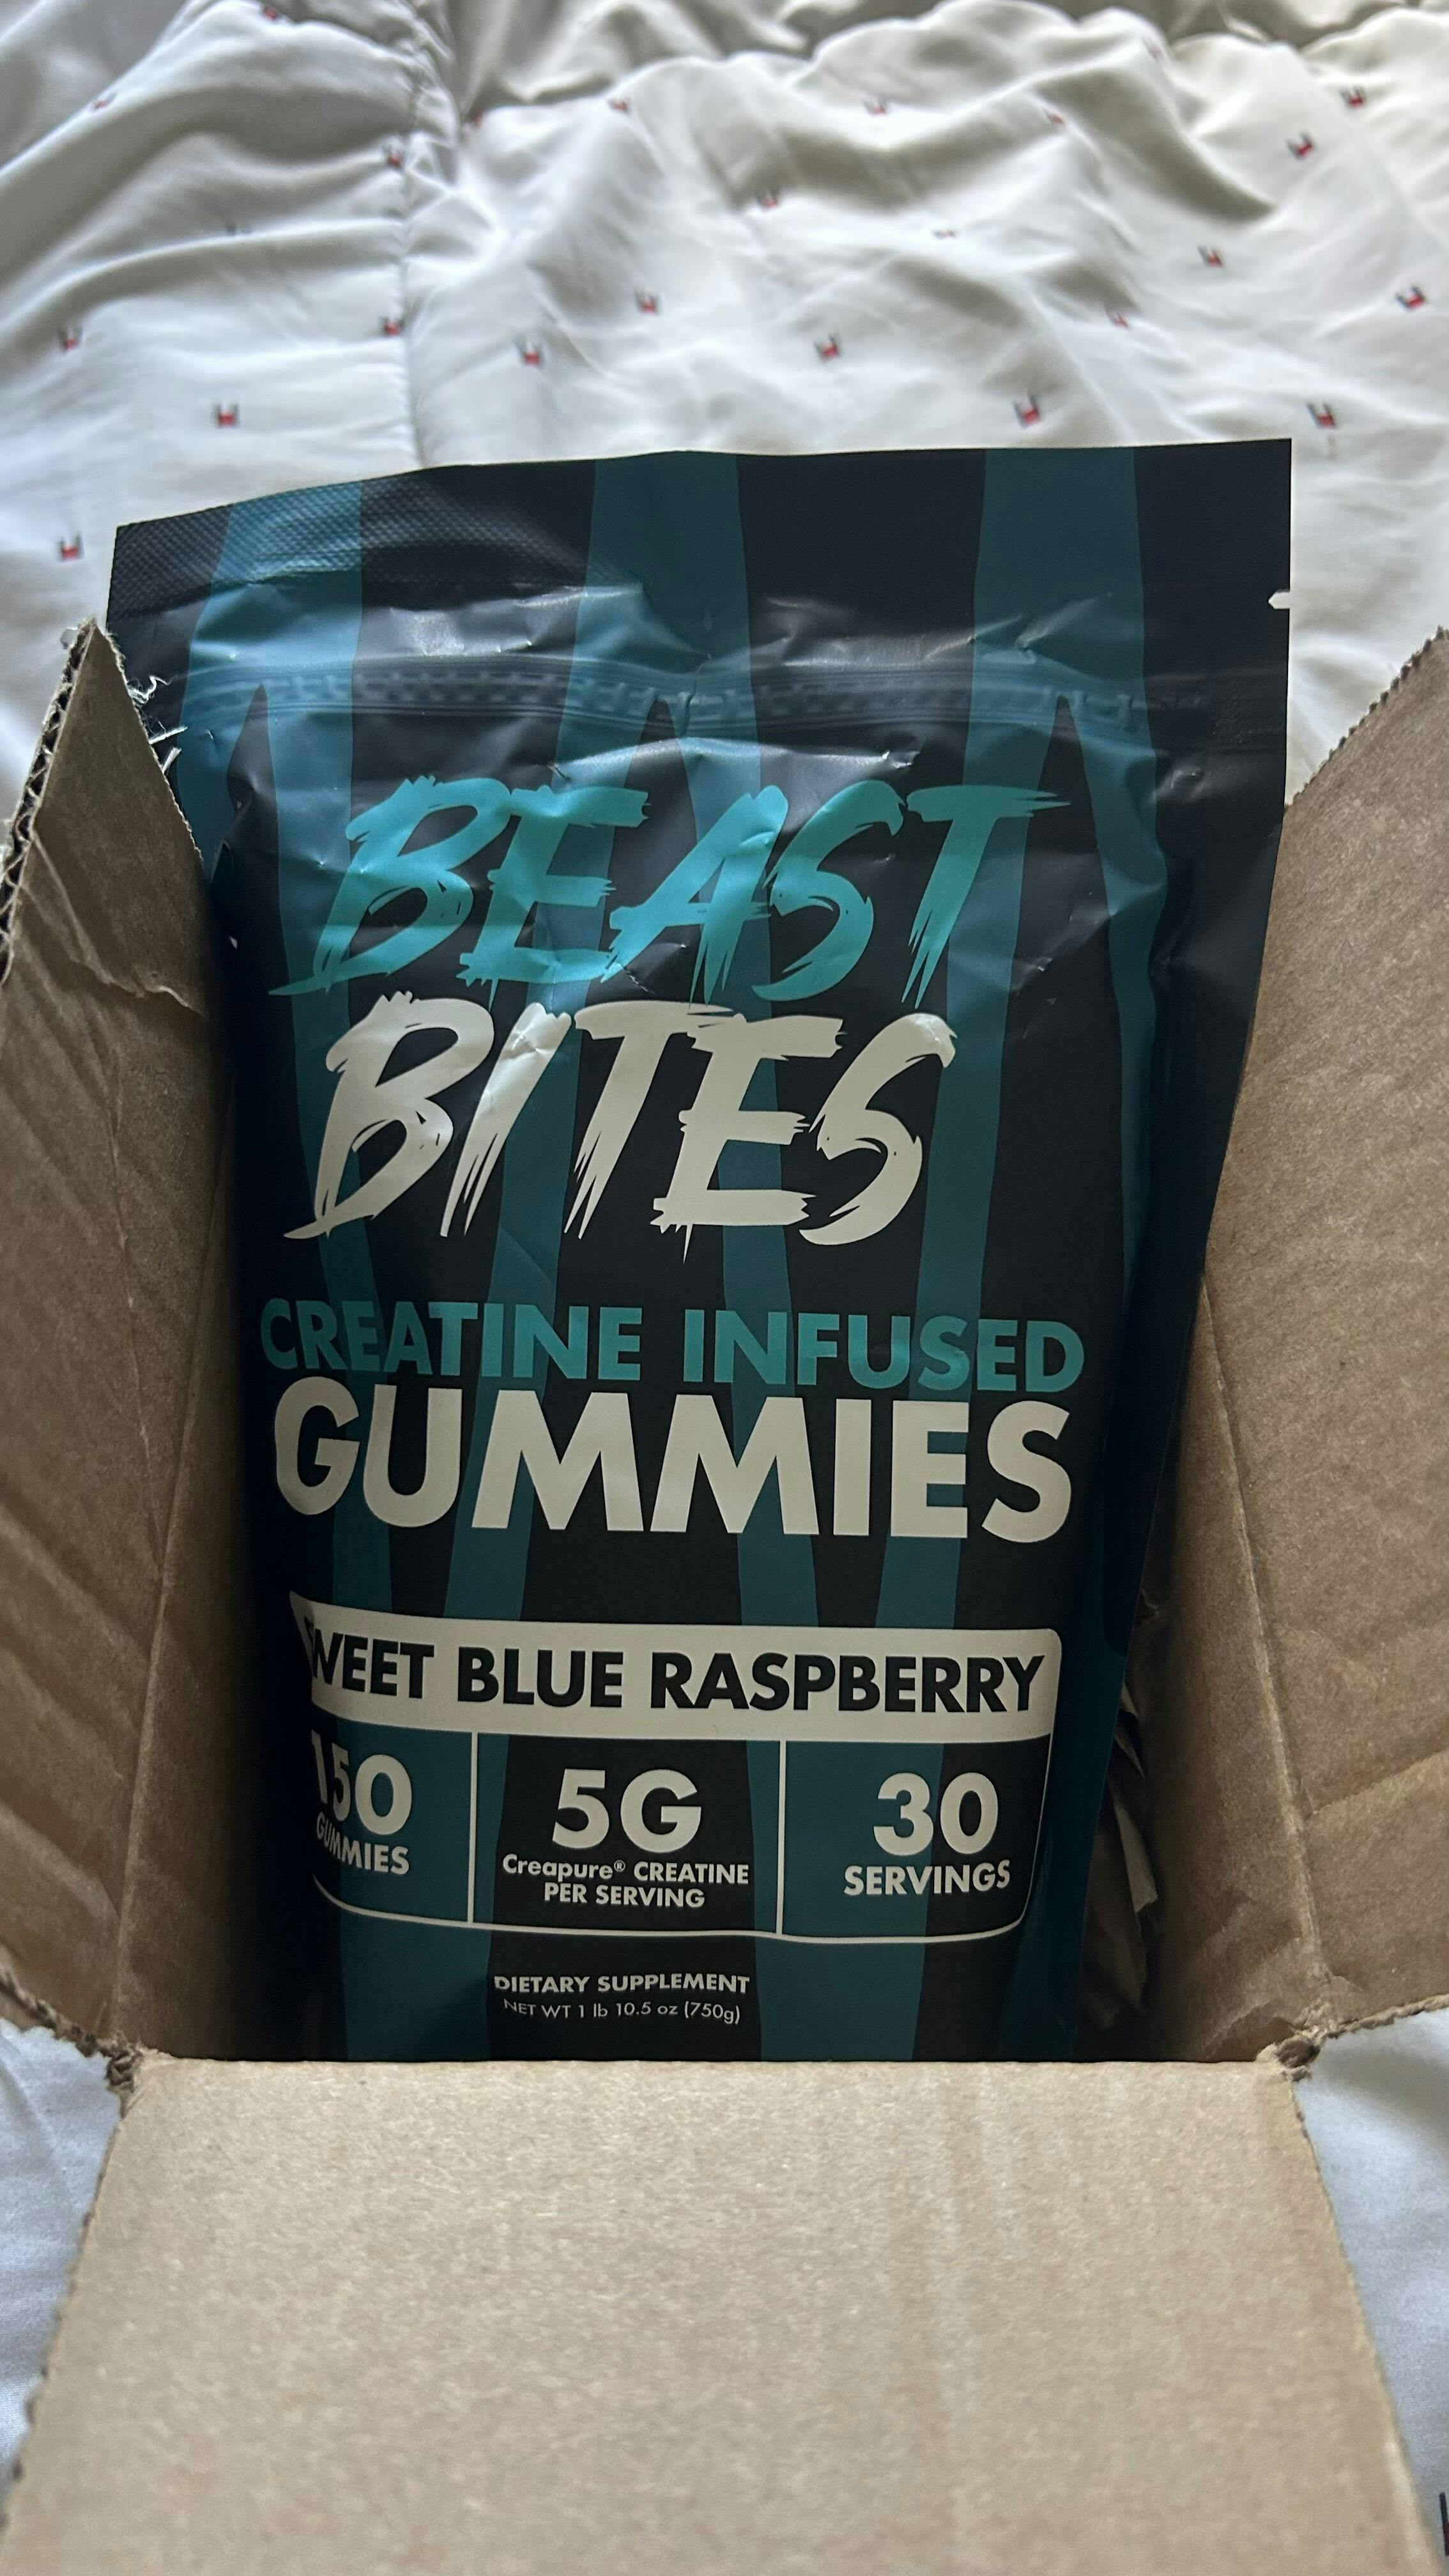 BEAST
BITES
CREATINE INFUSED
GUMMIES
SWEET BLUE RASPBERRY
150
GUMMIES
5G
Creapure® CREATINE
PER SERVING
30
SERVINGS
DIETARY SUPPLEMENT
NET WT 1 lb 10.5 oz (750g)